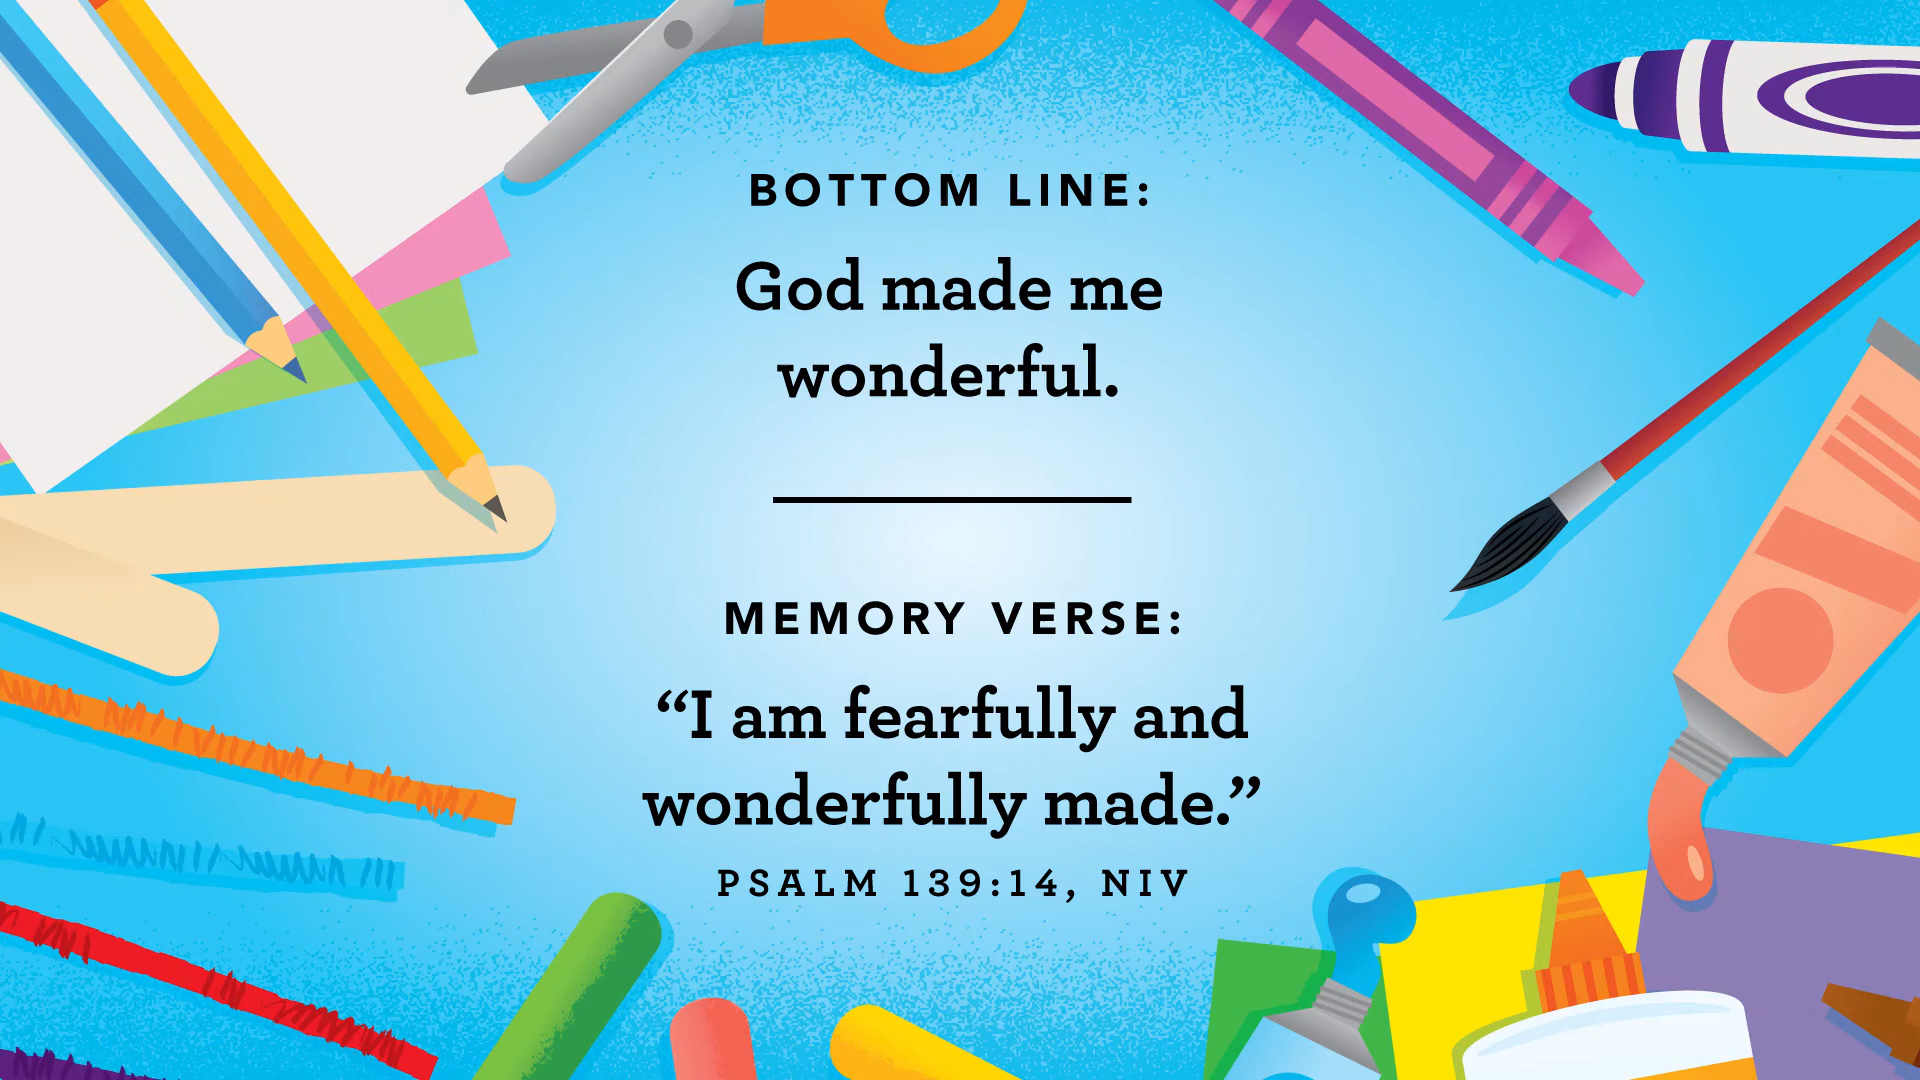 BOTTOM LINE:
God made me
wonderful.
MEMORY VERSE:
“I am fearfully and
wonderfully made.”
PSALM 139:14, NIV